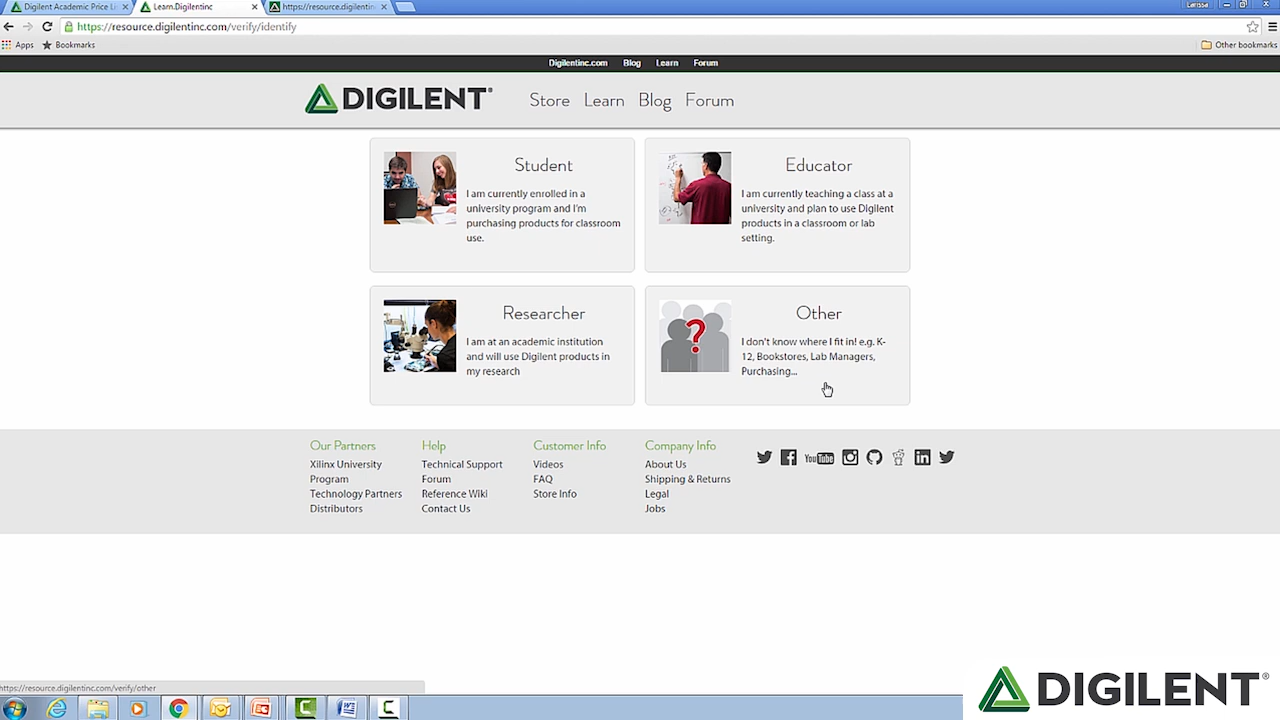 Digilent Academic Price Li
Learn.Digilentinc
https://resource.digilentin
Larissa
https://resource.digilentinc.com/verify/identify
Apps
Bookmarks
Other bookmarks
Digilentinc.com
Blog
Learn
Forum
DIGILENT®
Store
Learn
Blog
Forum
Student
I am currently enrolled in a
university program and I'm
purchasing products for classroom
use.
Educator
I am currently teaching a class at a
university and plan to use Digilent
products in a classroom or lab
setting.
Researcher
I am at an academic institution
and will use Digilent products in
my research
Other
I don't know where I fit in! e.g. K-
12, Bookstores, Lab Managers,
Purchasing...
Our Partners
Xilinx University
Program
Technology Partners
Distributors
Help
Technical Support
Forum
Reference Wiki
Contact Us
Customer Info
Videos
FAQ
Store Info
Company Info
About Us
Shipping & Returns
Legal
Jobs
You Tube
https://resource.digilentinc.com/verify/other
DIGILENT®